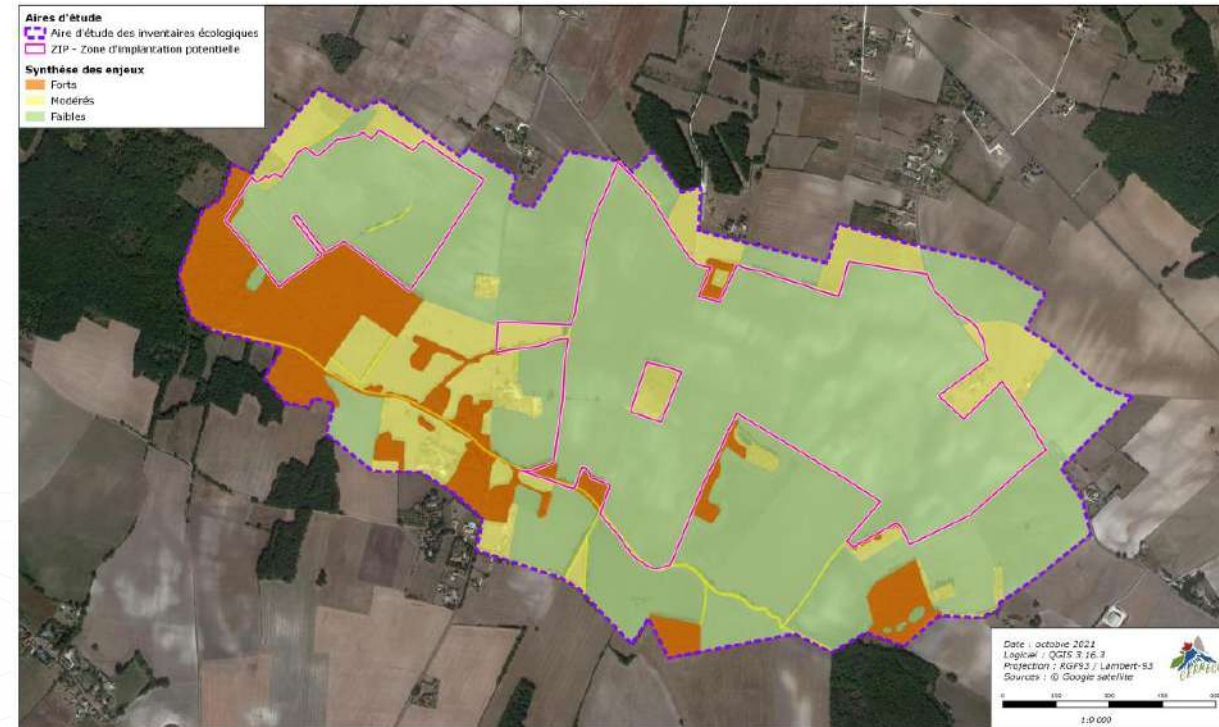 Aires d'étude
Aire d'étude des inventaires écologiques
ZIP - Zone d'implantation potentielle
Synthèse des enjeux
Forts
Modérés
Faibles
Date : octobre 2021
Logiciel : QGIS 3.16.3
Projection : RGF93 / Lambert-93
Sources : © Google satellite
0
1:9 000